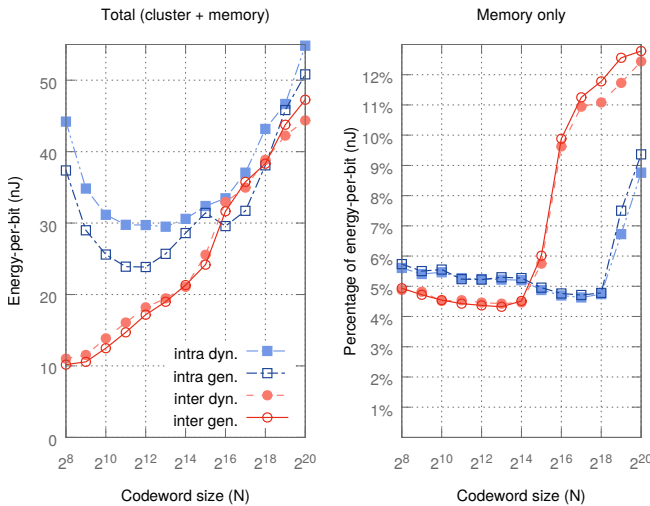 Total (cluster + memory)
Energy-per-bit (nJ)
50
40
30
20
10
0
intra dyn.
intra gen.
inter dyn.
inter gen.
2^8 2^10 2^12 2^14 2^16 2^18 2^20
Codeword size (N)
Memory only
Percentage of energy-per-bit (nJ)
12%
11%
10%
9%
8%
7%
6%
5%
4%
3%
2%
1%
2^8 2^10 2^12 2^14 2^16 2^18 2^20
Codeword size (N)